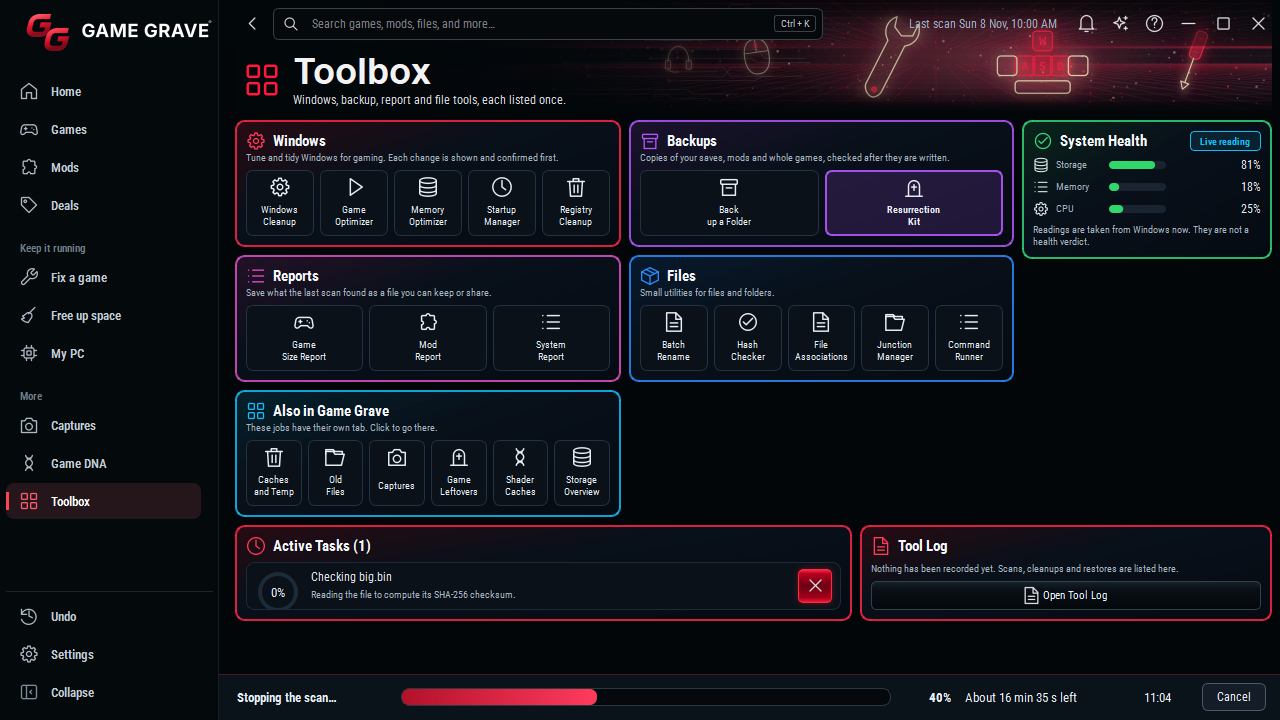 GAME GRAVE
Search games, mods, files, and more...
Ctrl + K
Last scan Sun 8 Nov, 10:00 AM
Home
Games
Mods
Deals
Keep it running
Fix a game
Free up space
My PC
More
Captures
Game DNA
Toolbox
Undo
Settings
Collapse
Toolbox
Windows, backup, report and file tools, each listed once.
W
A S D
Windows
Tune and tidy Windows for gaming. Each change is shown and confirmed first.
Windows
Cleanup
Game
Optimizer
Memory
Optimizer
Startup
Manager
Registry
Cleanup
Backups
Copies of your saves, mods and whole games, checked after they are written.
Back
up a Folder
Resurrection
Kit
System Health
Live reading
Storage 81%
Memory 18%
CPU 25%
Readings are taken from Windows now. They are not a
health verdict.
Reports
Save what the last scan found as a file you can keep or share.
Game
Size Report
Mod
Report
System
Report
Files
Small utilities for files and folders.
Batch
Rename
Hash
Checker
File
Associations
Junction
Manager
Command
Runner
Also in Game Grave
These jobs have their own tab. Click to go there.
Caches
and Temp
Old
Files
Captures
Game
Leftovers
Shader
Caches
Storage
Overview
Active Tasks (1)
0%
Checking big.bin
Reading the file to compute its SHA-256 checksum.
Tool Log
Nothing has been recorded yet. Scans, cleanups and restores are listed here.
Open Tool Log
Stopping the scan...
40%
About 16 min 35 s left
11:04
Cancel